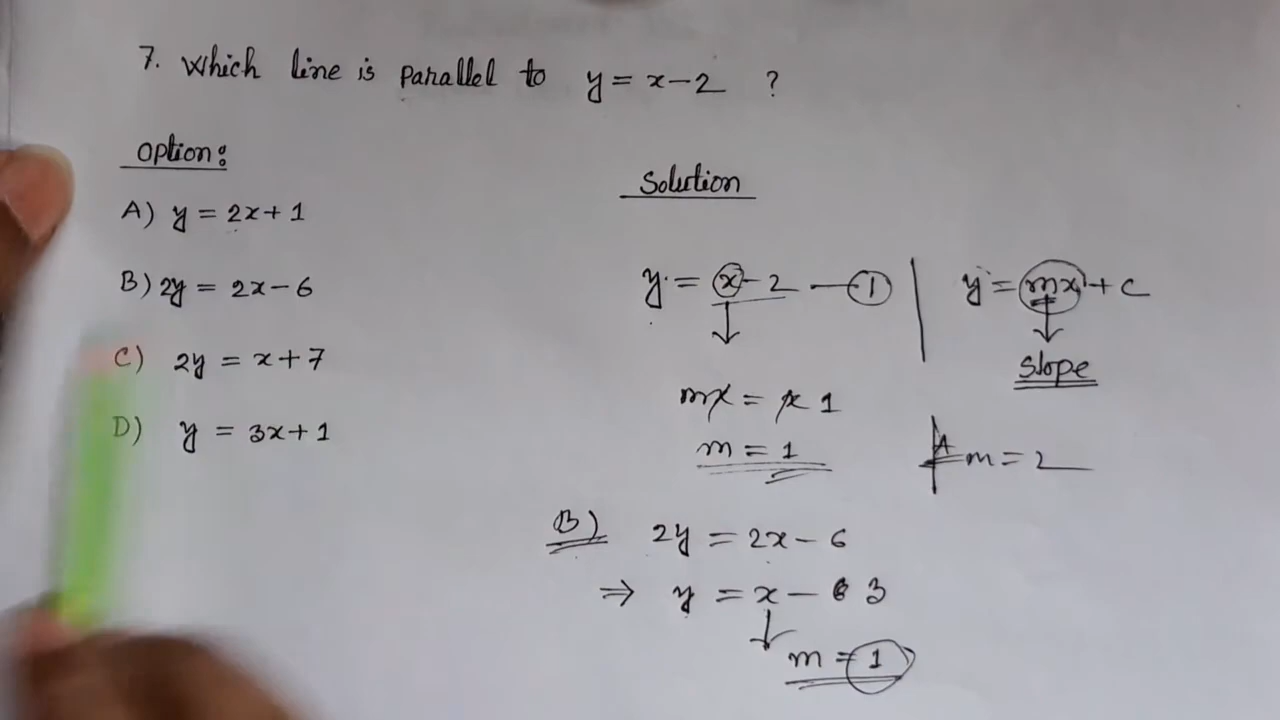 7. Which line is parallel to y = x - 2 ?
Option:
A) y = 2x + 1
B) 2y = 2x - 6
C) 2y = x + 7
D) y = 3x + 1
Solution
y = x - 2 — 1
y = mx + c
Slope
mx = x 1
m = 1
A m = 2
B) 2y = 2x - 6
⇒ y = x - 6 3
m = 1